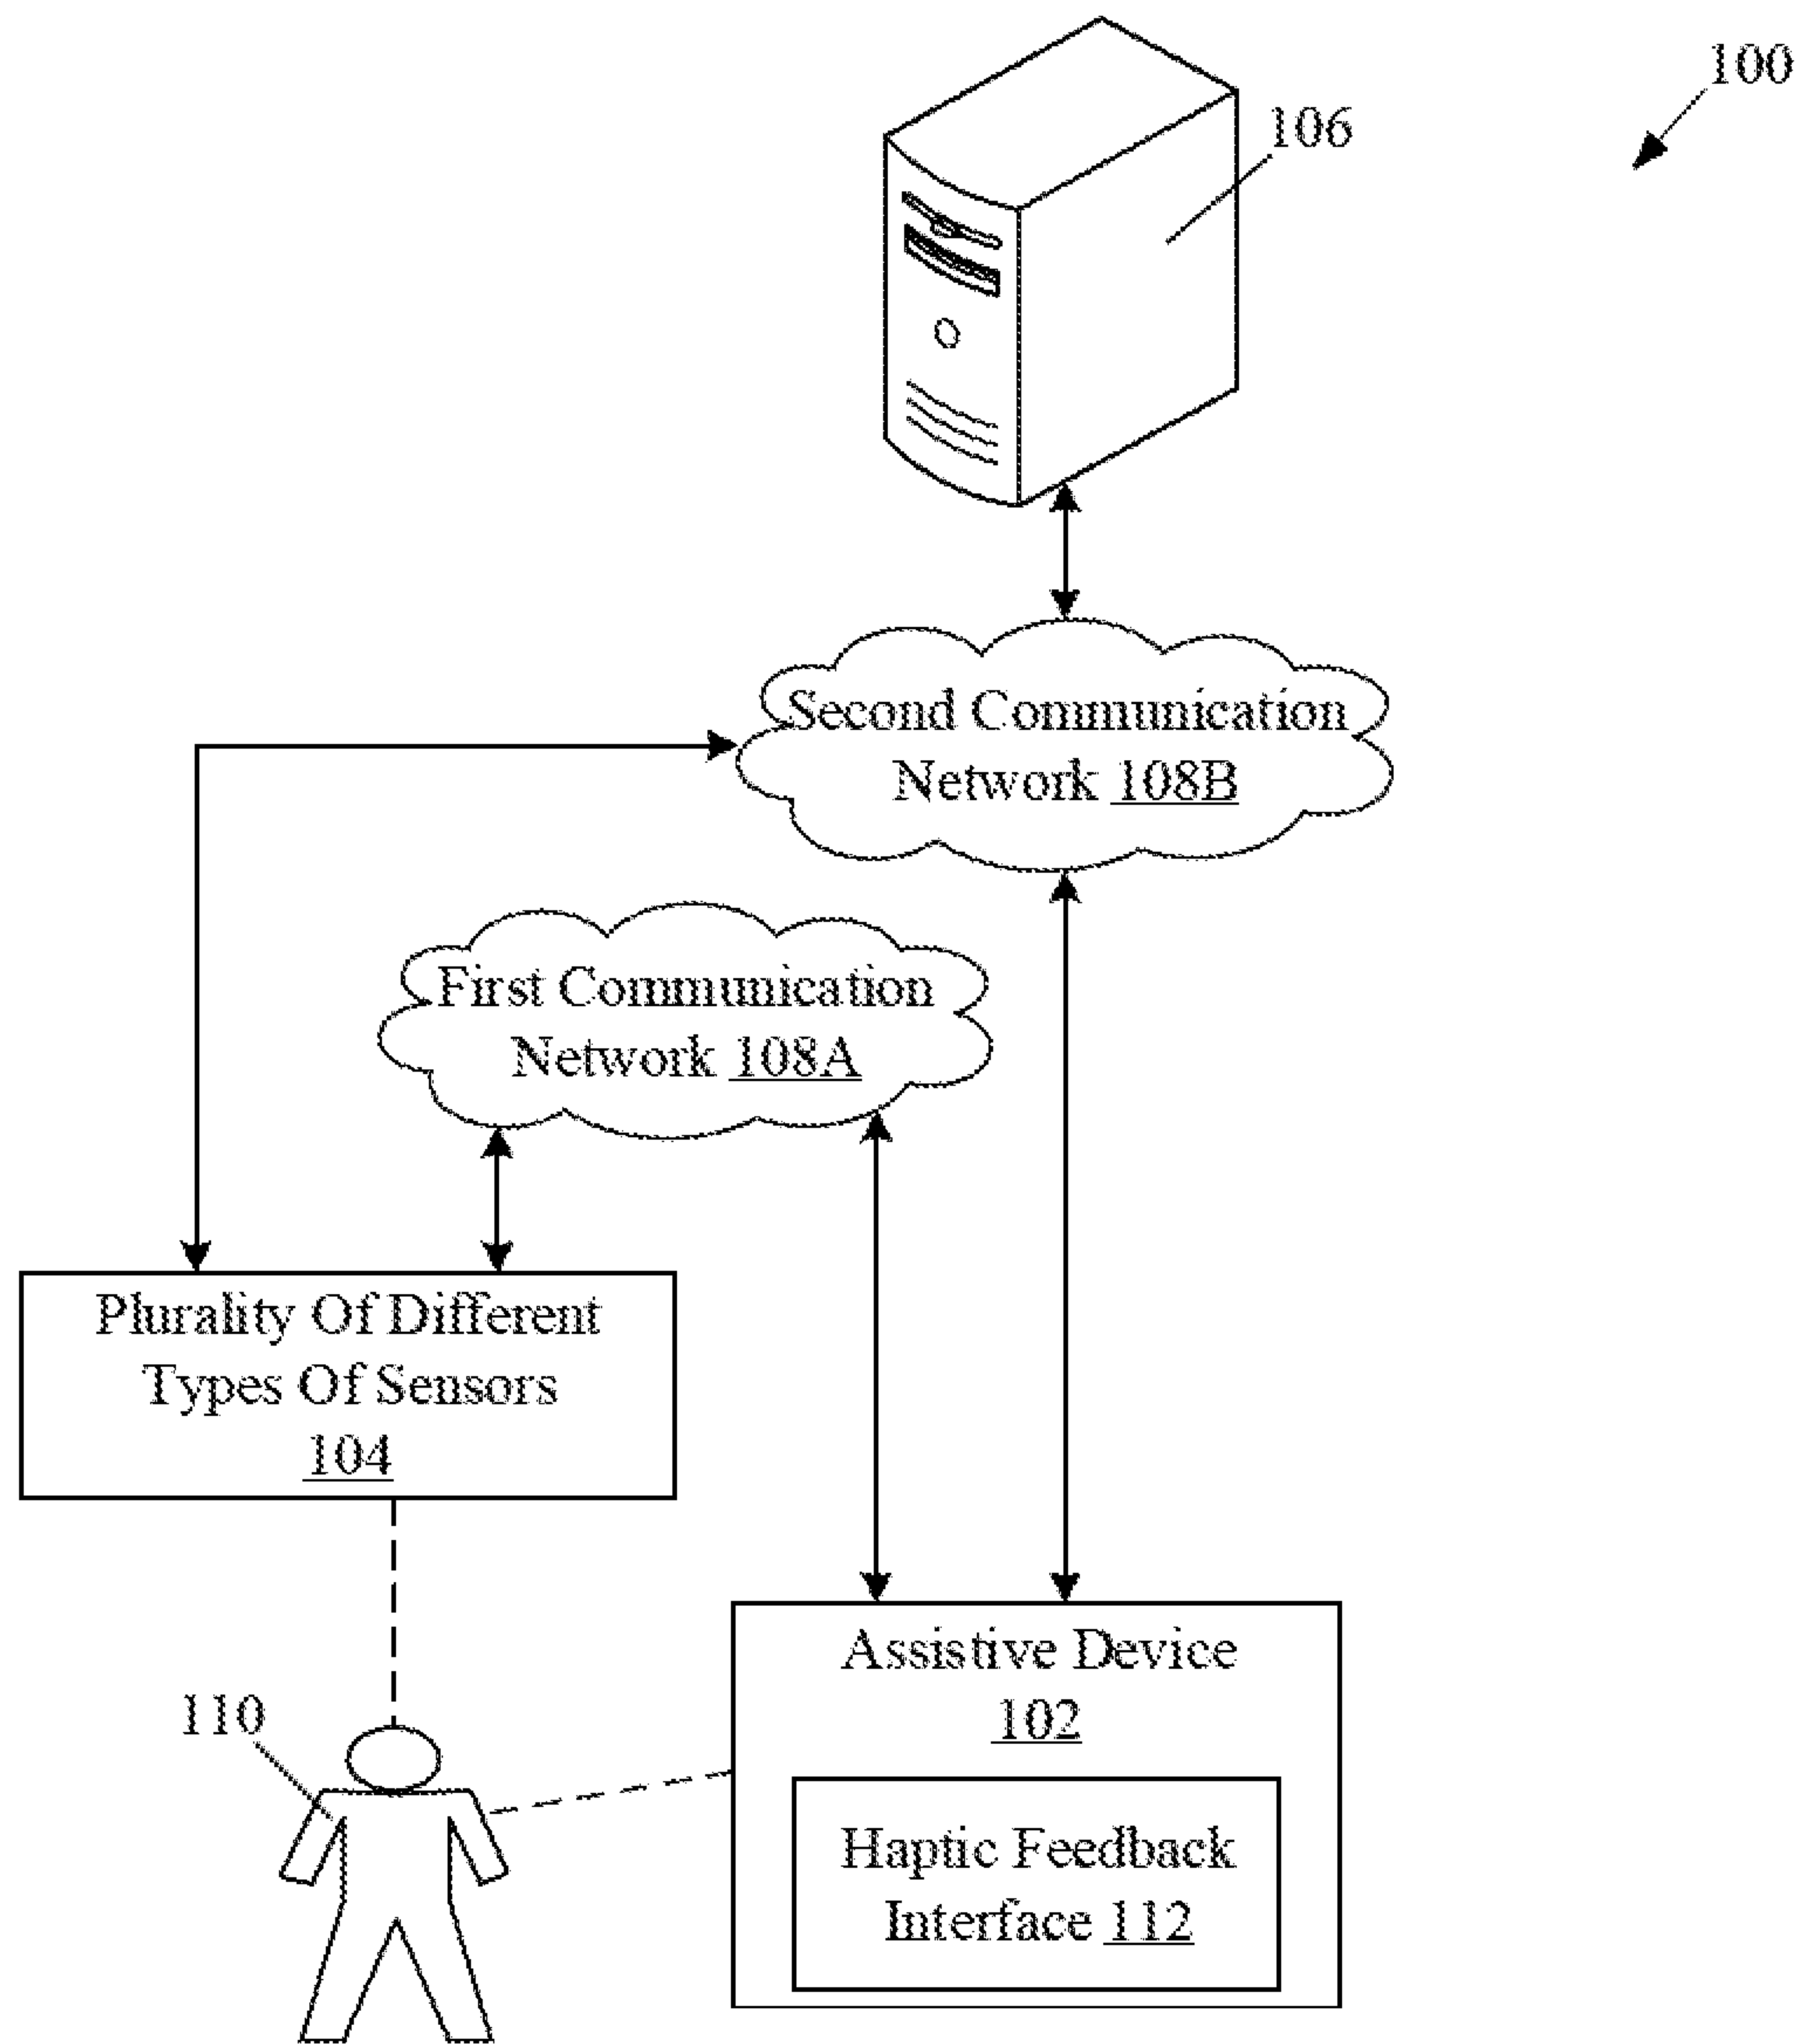 100
106
Second Communication
Network 108B
First Communication
Network 108A
Plurality Of Different
Types Of Sensors
104
Assistive Device
102
110
Haptic Feedback
Interface 112